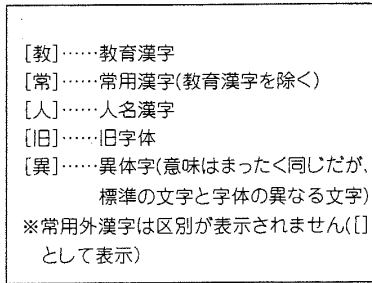 [教]……教育漢字
[常]……常用漢字(教育漢字を除く)
[人]……人名漢字
[旧]……旧字体
[異]……異体字(意味はまったく同じだが、
標準の文字と字体の異なる文字)
※常用外漢字は区別が表示されません([]
として表示)